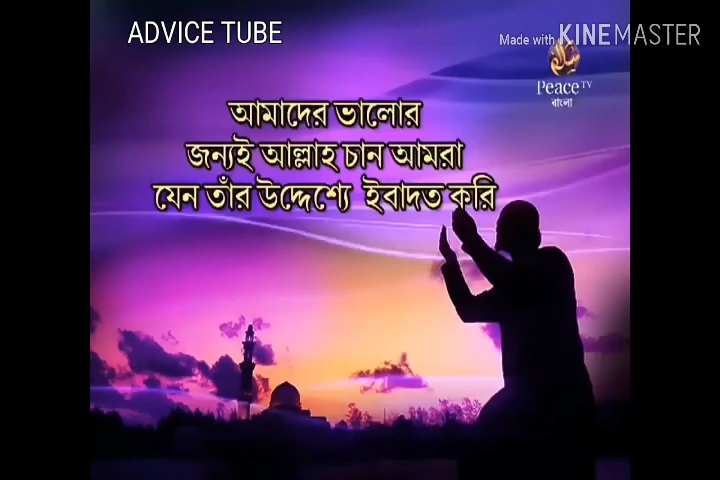 ADVICE TUBE
Made with KINEMASTER
Peace TV
বাংলা
আমাদের ভালোর
জন্যই আল্লাহ চান আমরা
যেন তাঁর উদ্দেশ্যে ইবাদত করি